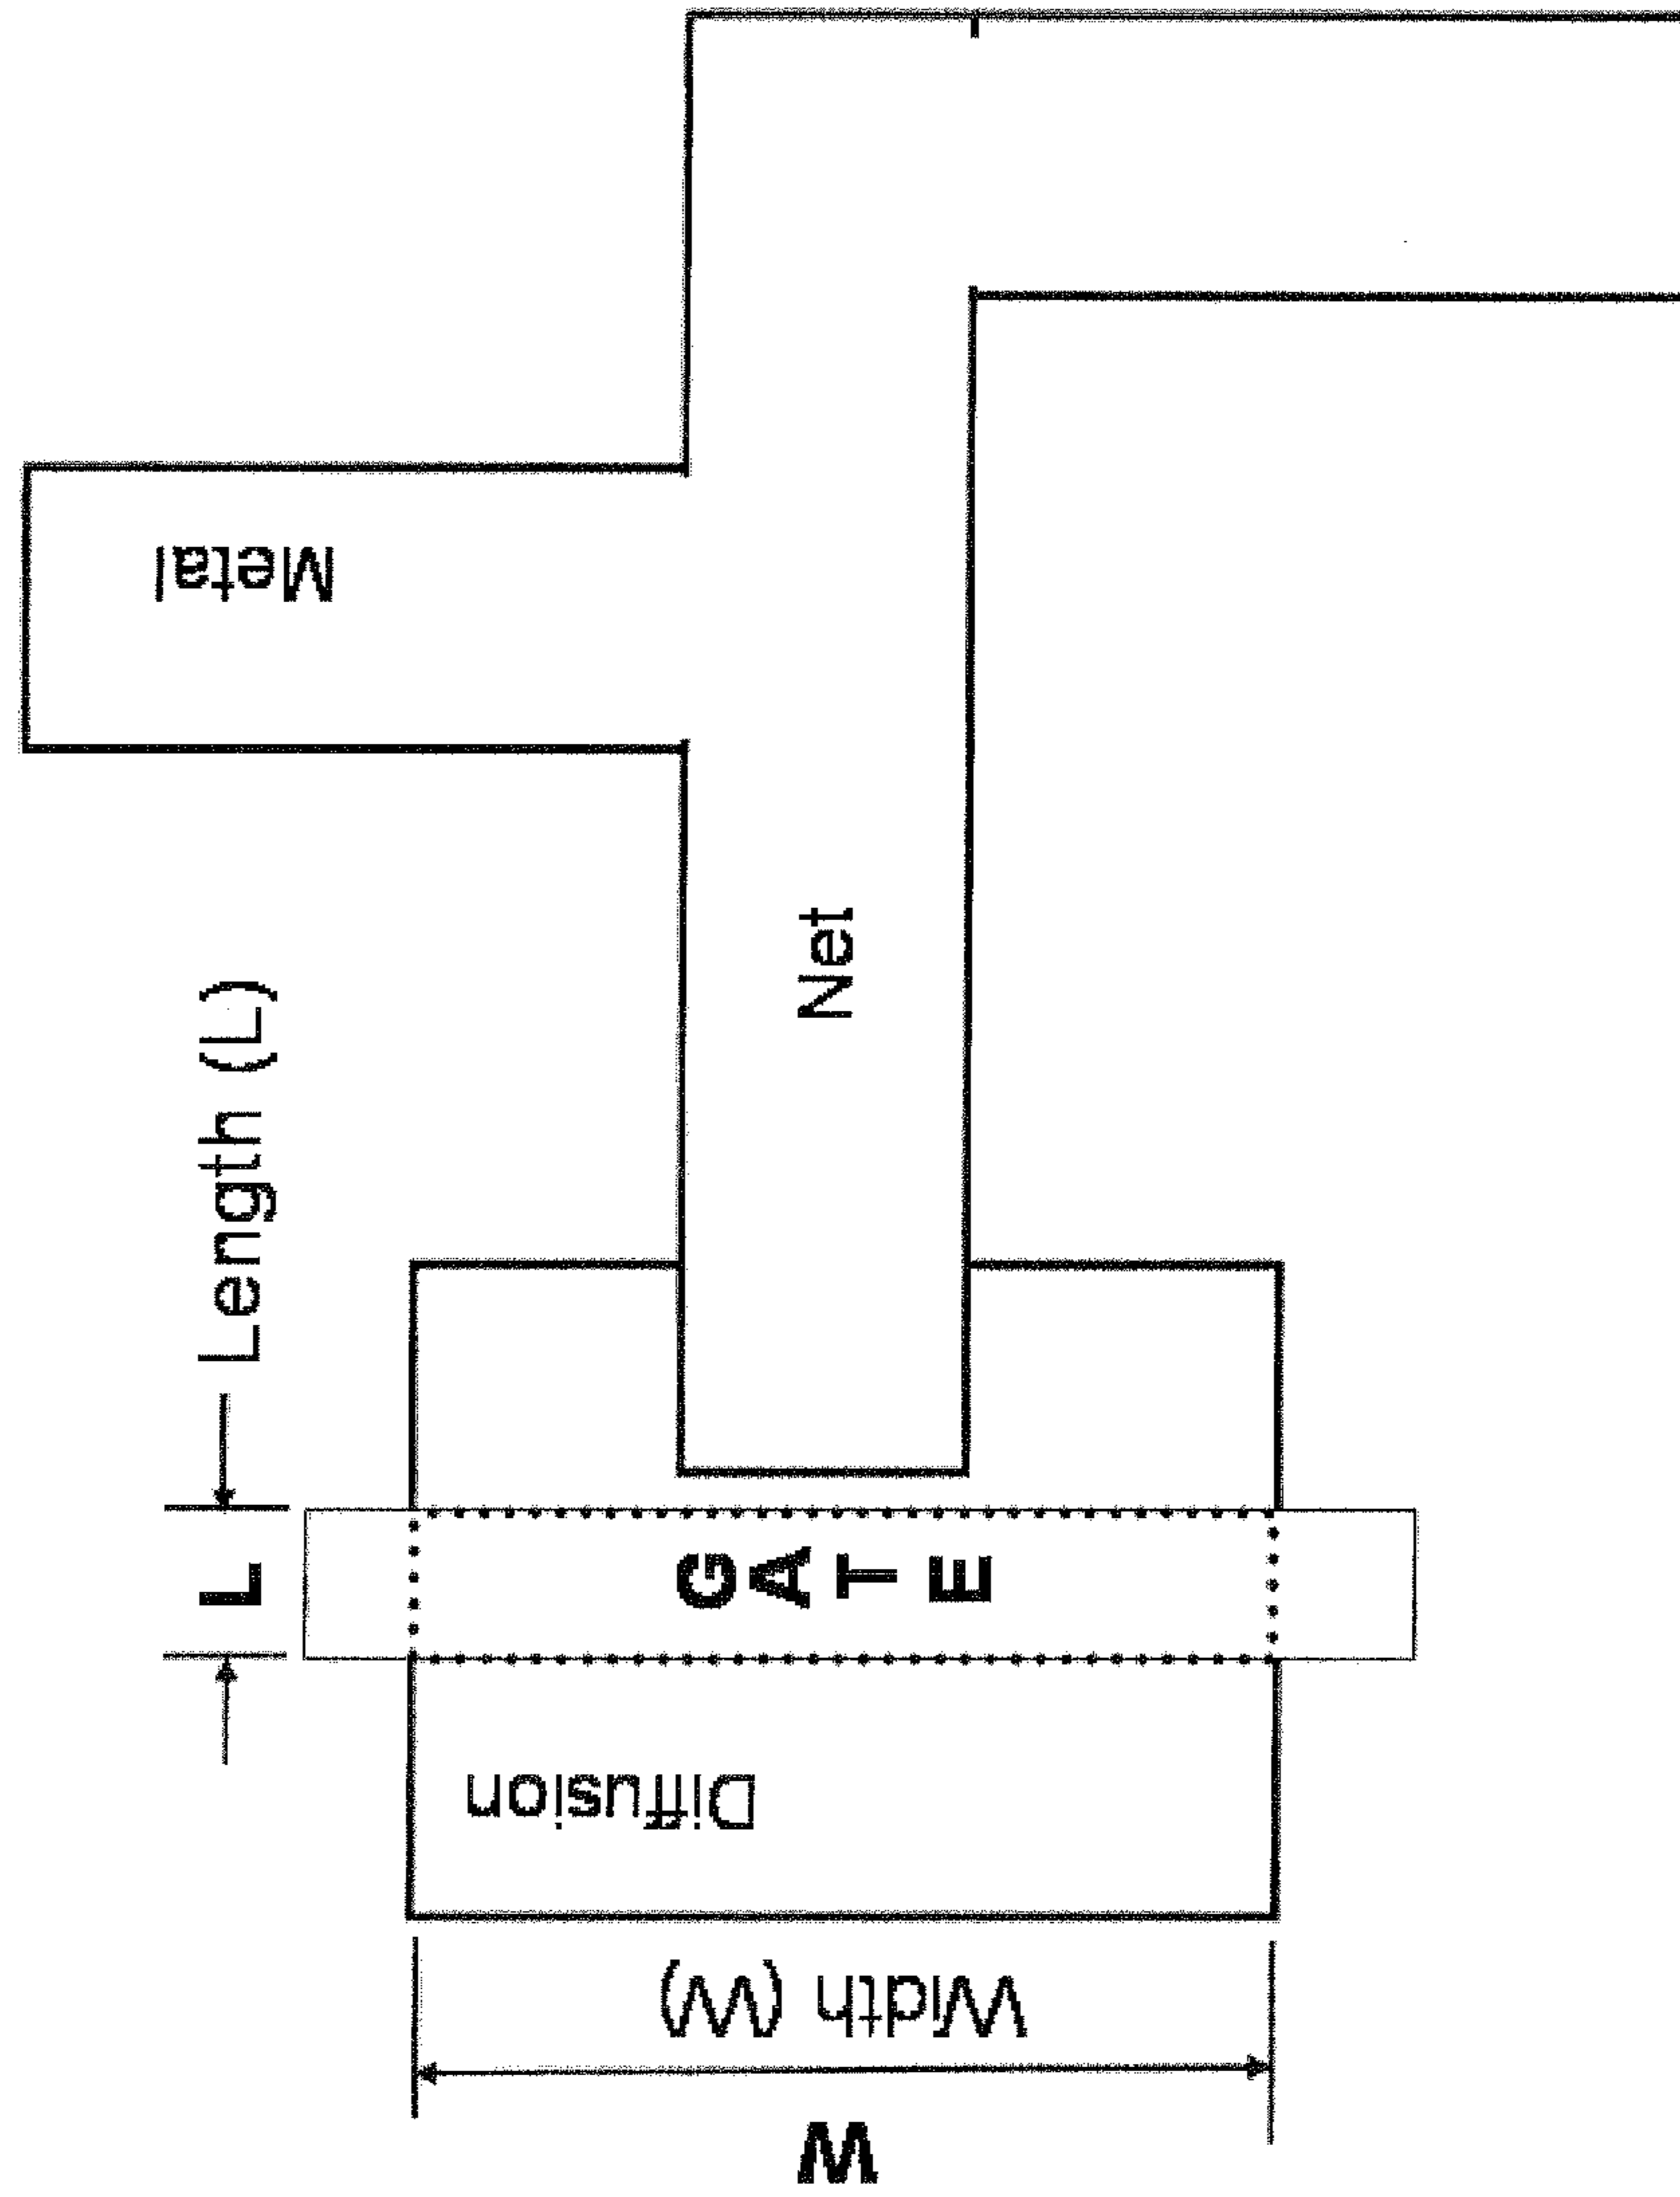 Length (L)
L
Metal
Net
GATE
Diffusion
Width (W)
W